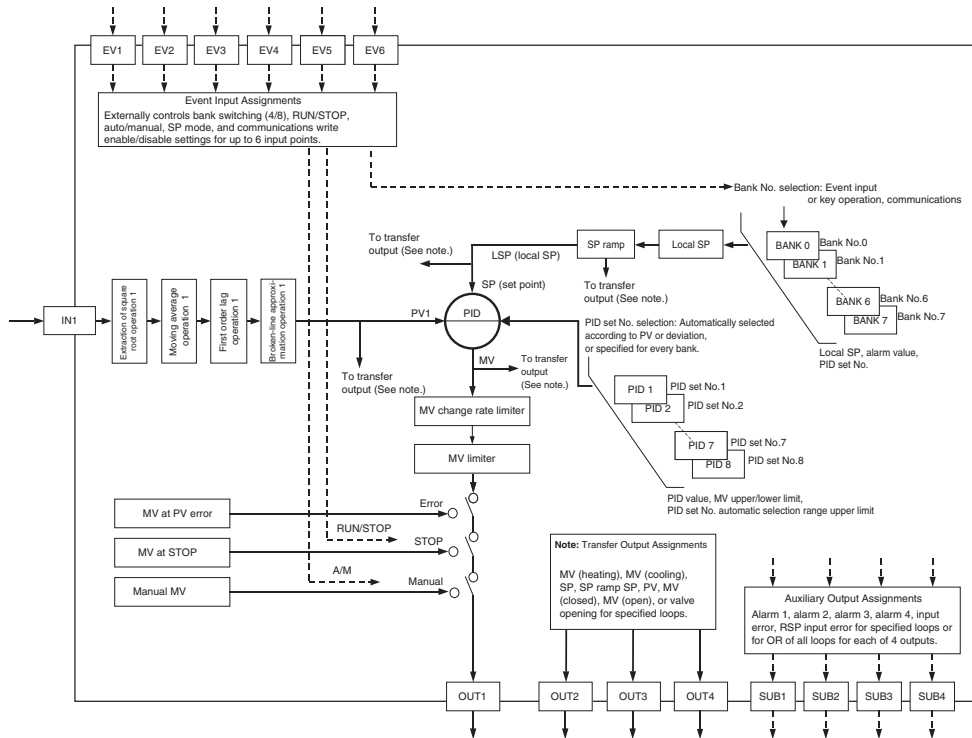 EV1 EV2 EV3 EV4 EV5 EV6
Event Input Assignments
Externally controls bank switching (4/8), RUN/STOP,
auto/manual, SP mode, and communications write
enable/disable settings for up to 6 input points.
Bank No. selection: Event input
or key operation, communications
BANK 0 Bank No.0
BANK 1 Bank No.1
BANK 6 Bank No.6
BANK 7 Bank No.7
Local SP, alarm value,
PID set No.
To transfer
output (See note.)
LSP (local SP)
SP ramp
Local SP
To transfer
output (See note.)
SP (set point)
IN1
Extraction of square
root operation 1
Moving average
operation 1
First order lag
operation 1
Broken-line approxi-
mation operation 1
PV1
PID
To transfer
output (See note.)
MV
To transfer
output
(See note.)
PID set No. selection: Automatically selected
according to PV or deviation,
or specified for every bank.
PID 1 PID set No.1
PID 2 PID set No.2
PID 7 PID set No.7
PID 8 PID set No.8
PID value, MV upper/lower limit,
PID set No. automatic selection range upper limit
MV change rate limiter
MV limiter
MV at PV error
Error
RUN/STOP
MV at STOP
STOP
A/M
Manual MV
Manual
Note: Transfer Output Assignments
MV (heating), MV (cooling),
SP, SP ramp SP, PV, MV
(closed), MV (open), or valve
opening for specified loops.
Auxiliary Output Assignments
Alarm 1, alarm 2, alarm 3, alarm 4, input
error, RSP input error for specified loops or
for OR of all loops for each of 4 outputs.
OUT1 OUT2 OUT3 OUT4 SUB1 SUB2 SUB3 SUB4